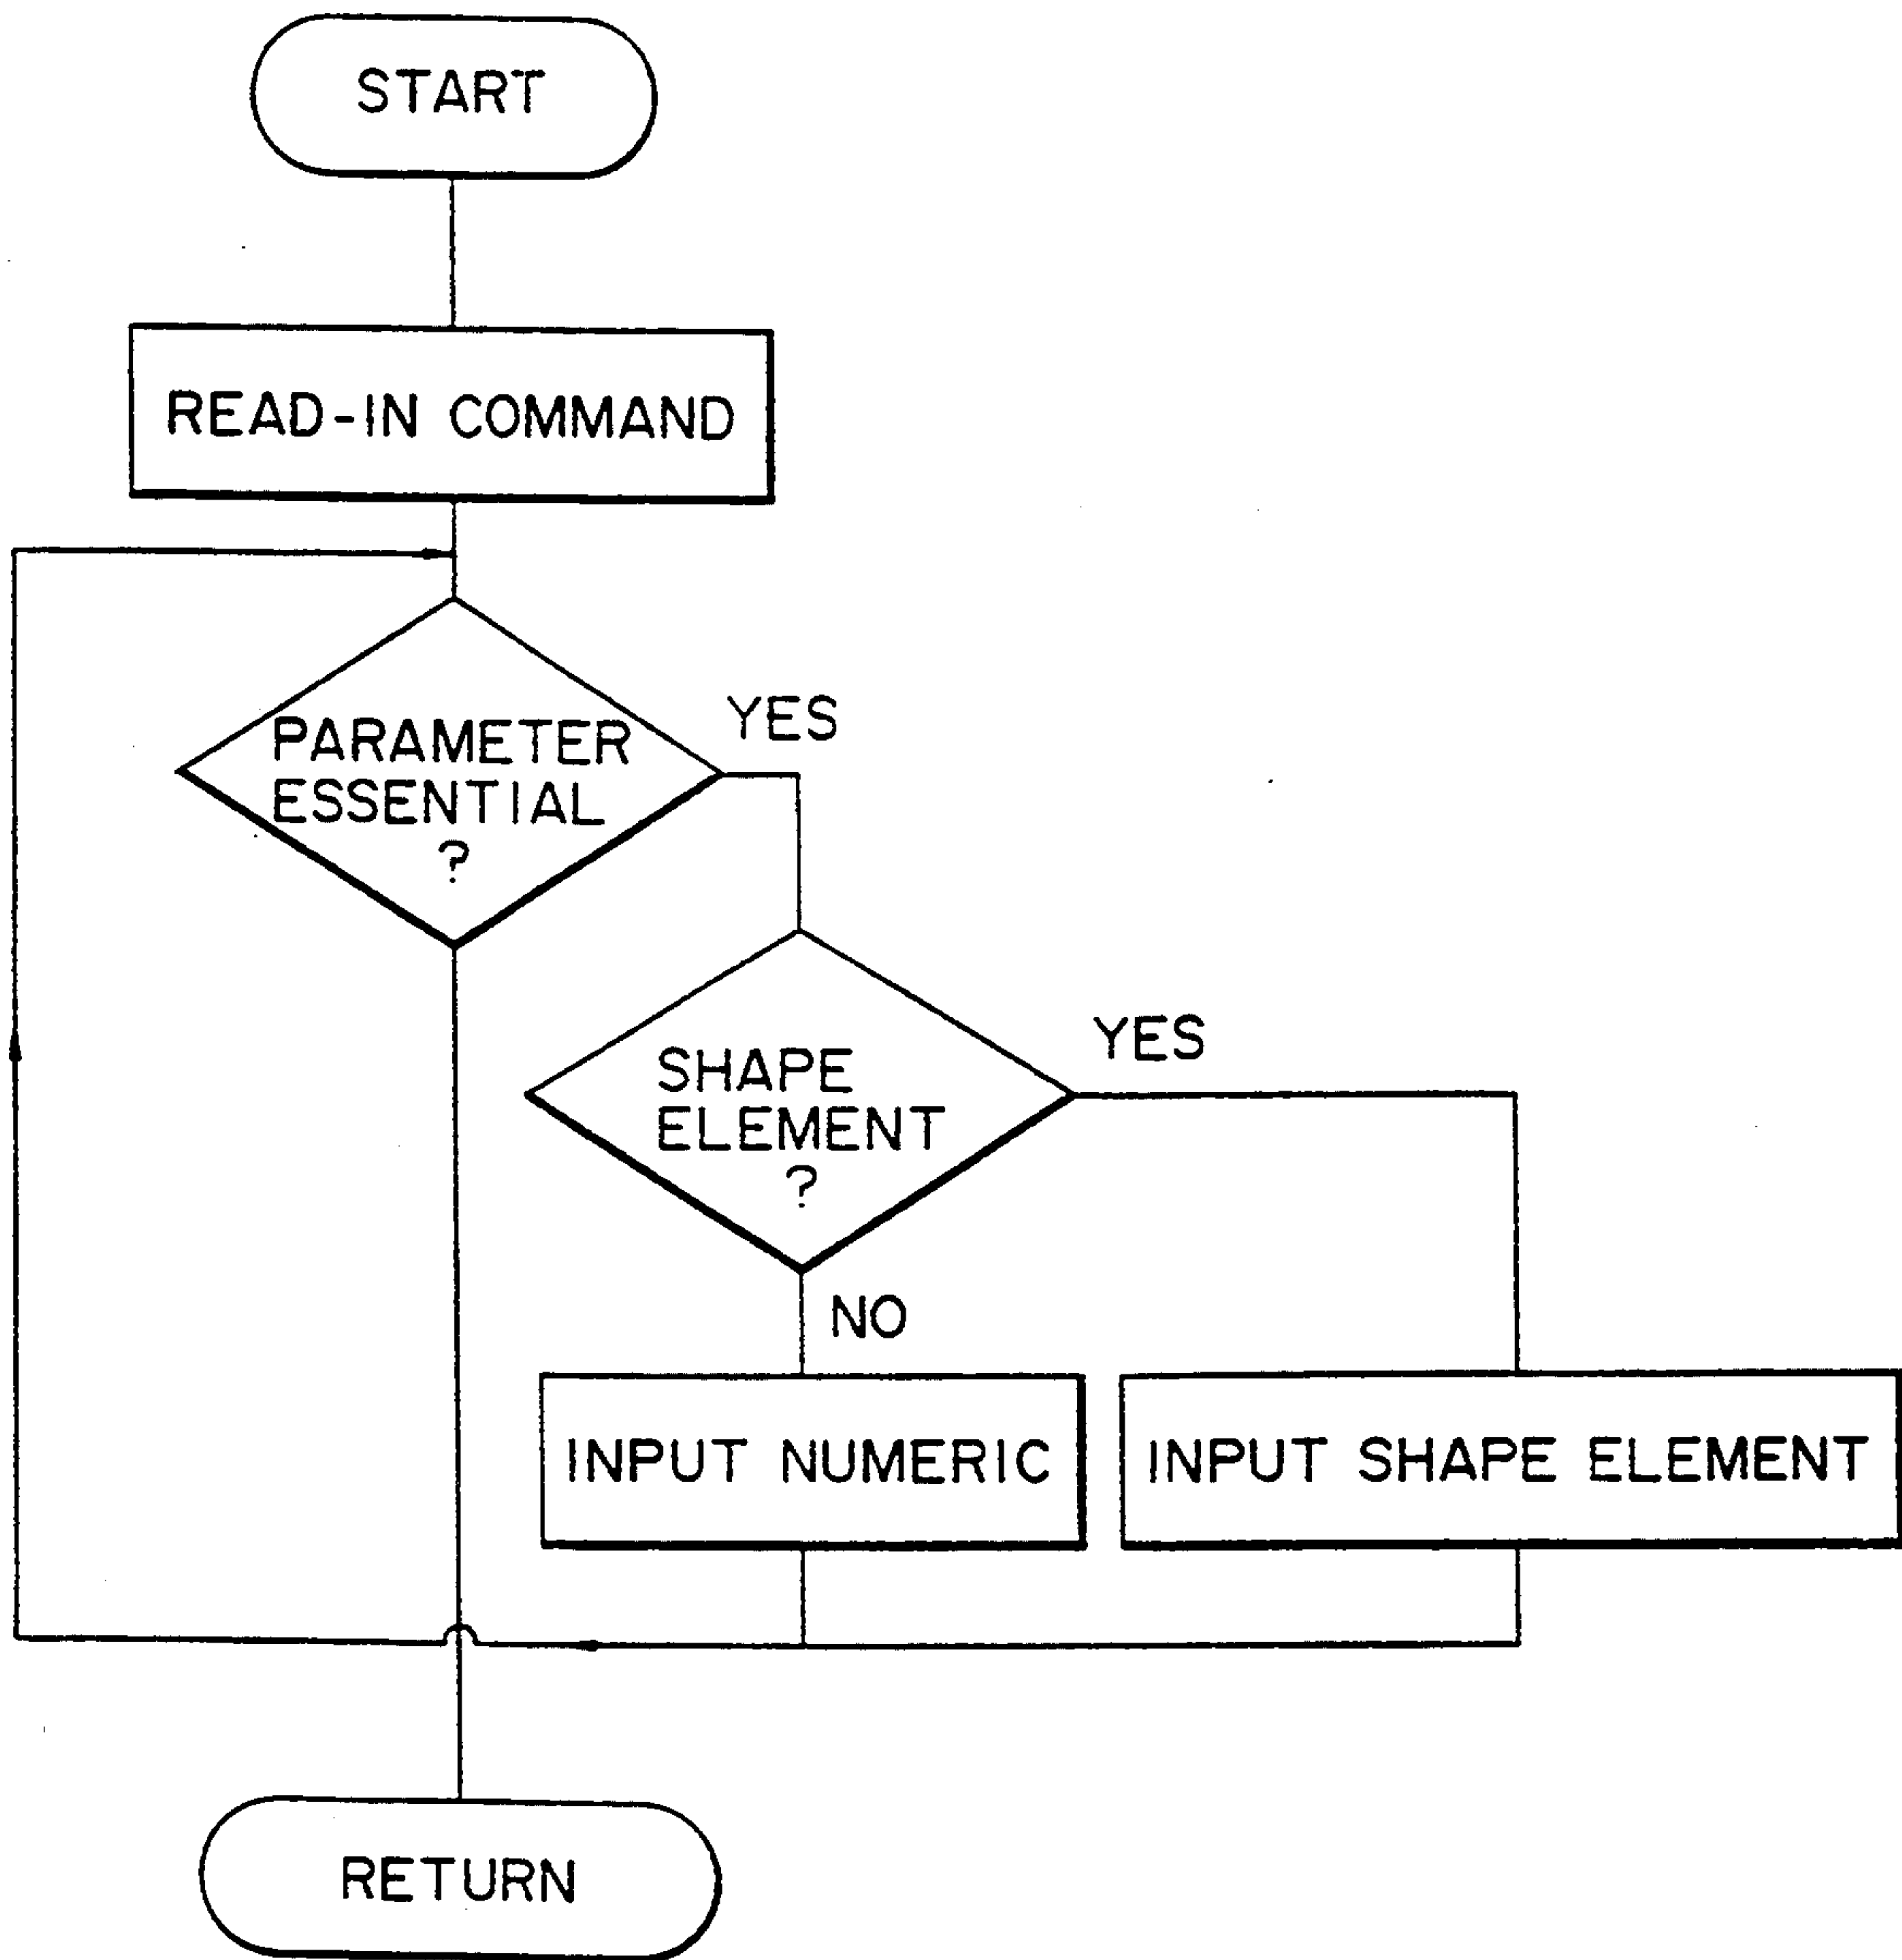 START
READ-IN COMMAND
YES
PARAMETER
ESSENTIAL
?
YES
SHAPE
ELEMENT
?
NO
INPUT NUMERIC
INPUT SHAPE ELEMENT
RETURN